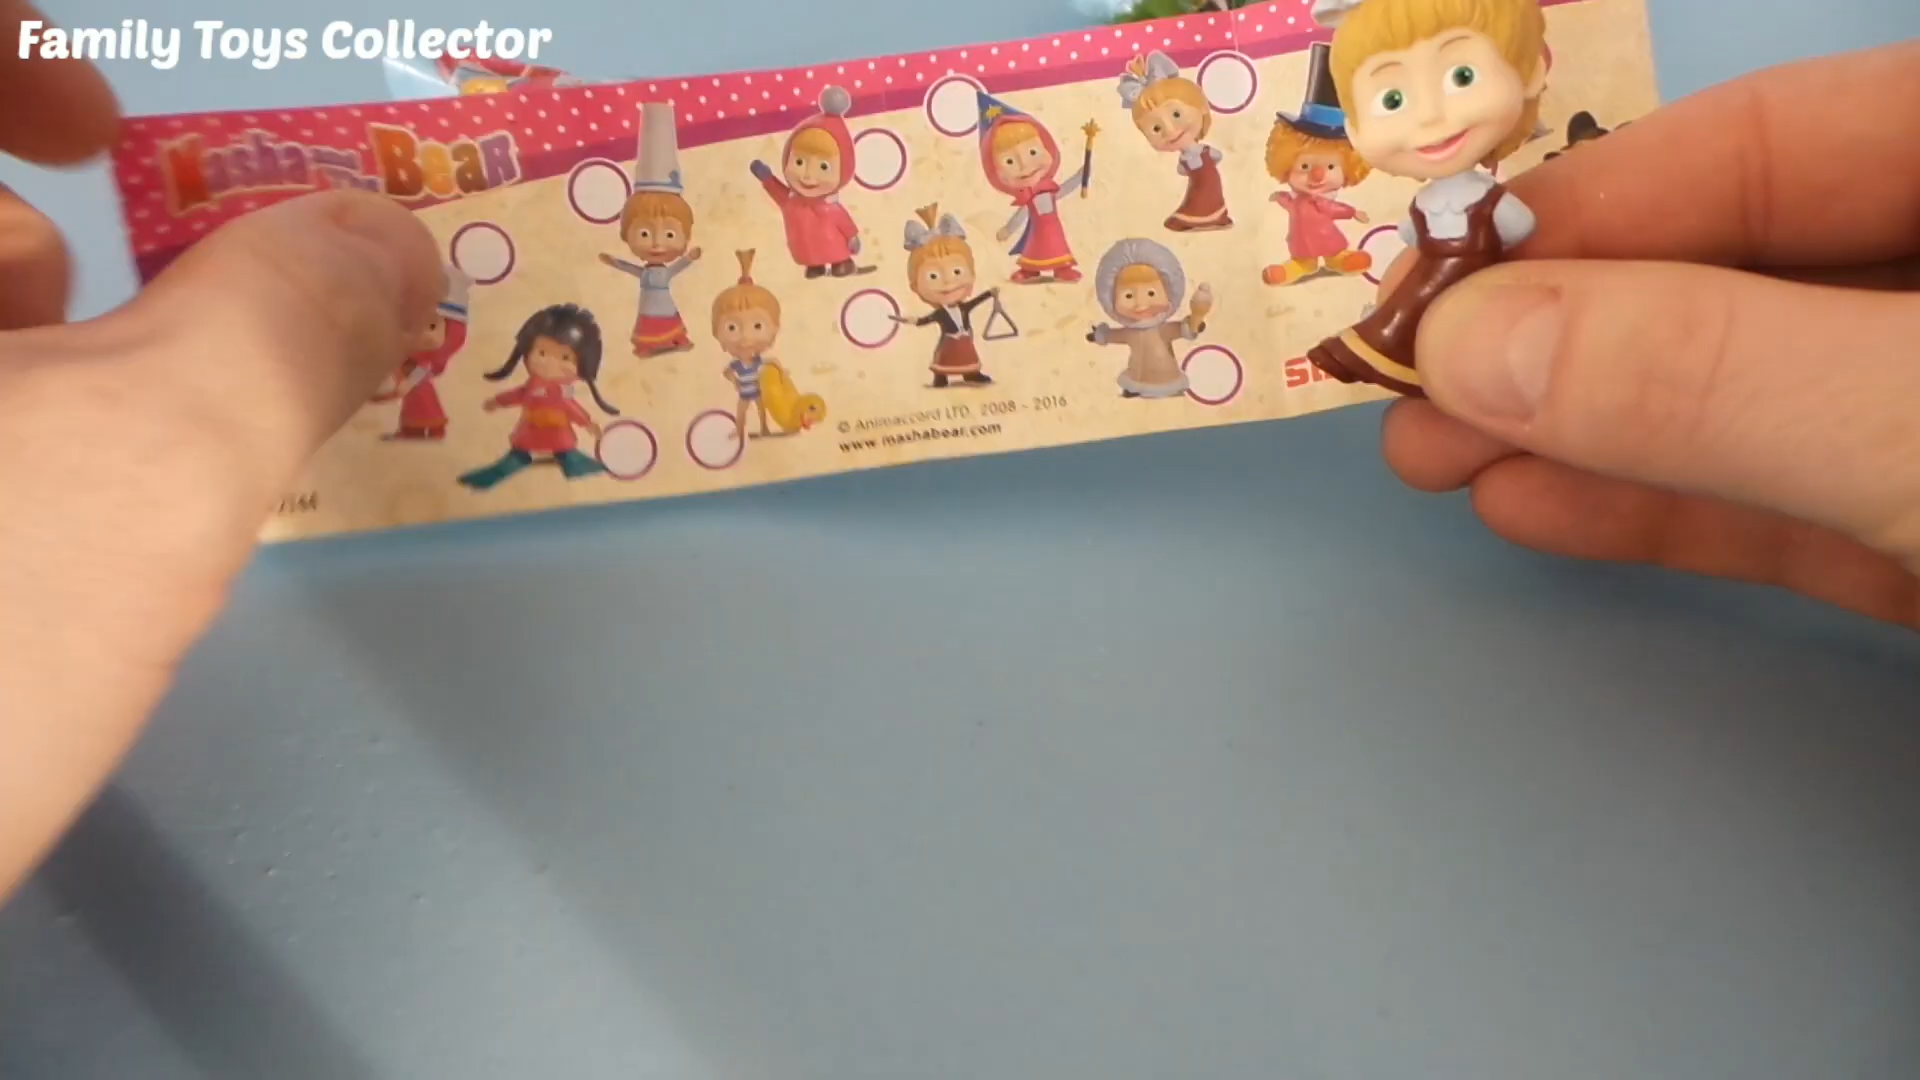 Family Toys Collector
Masha and the Bear
© Animaccord LTD. 2008 - 2016
www.mashabear.com